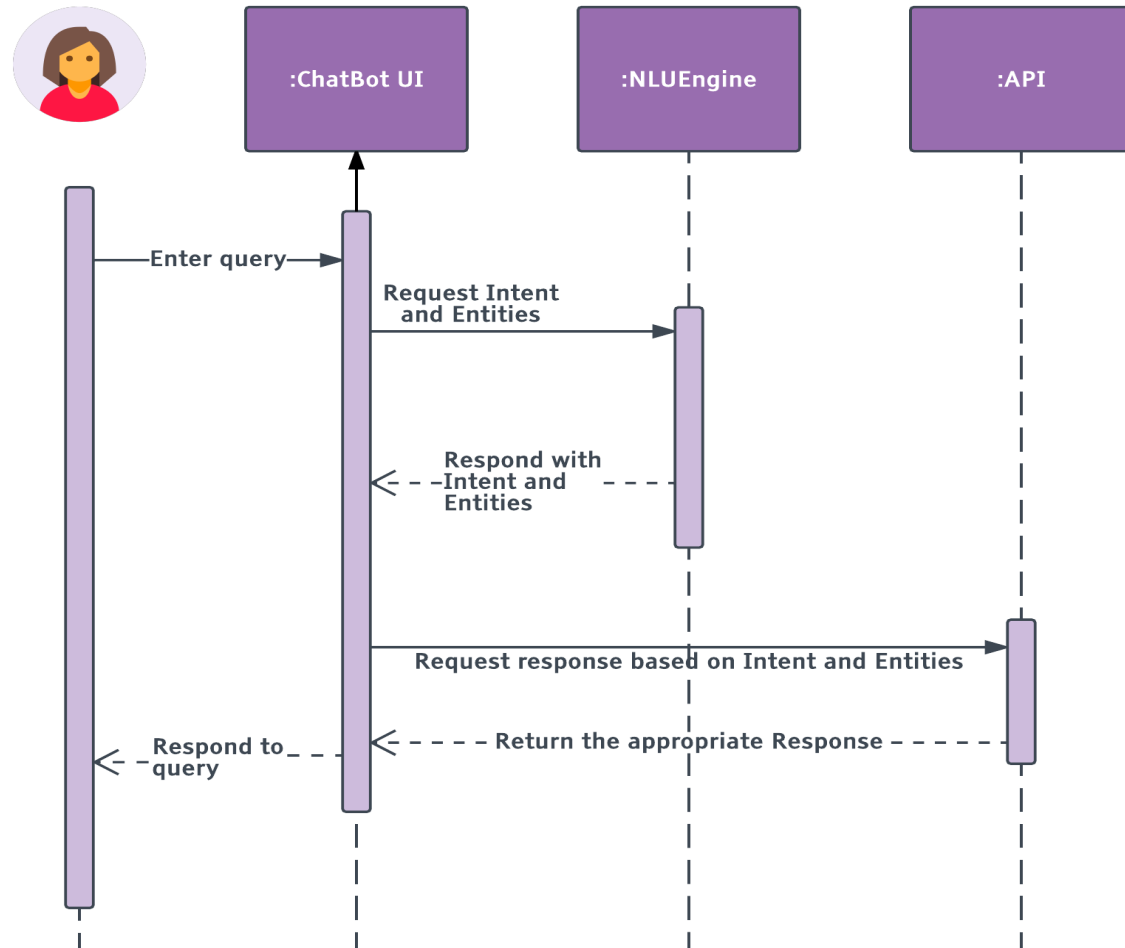 :ChatBot UI
:NLUEngine
:API
Enter query
Request Intent
and Entities
Respond with
Intent and
Entities
Request response based on Intent and Entities
Return the appropriate Response
Respond to
query